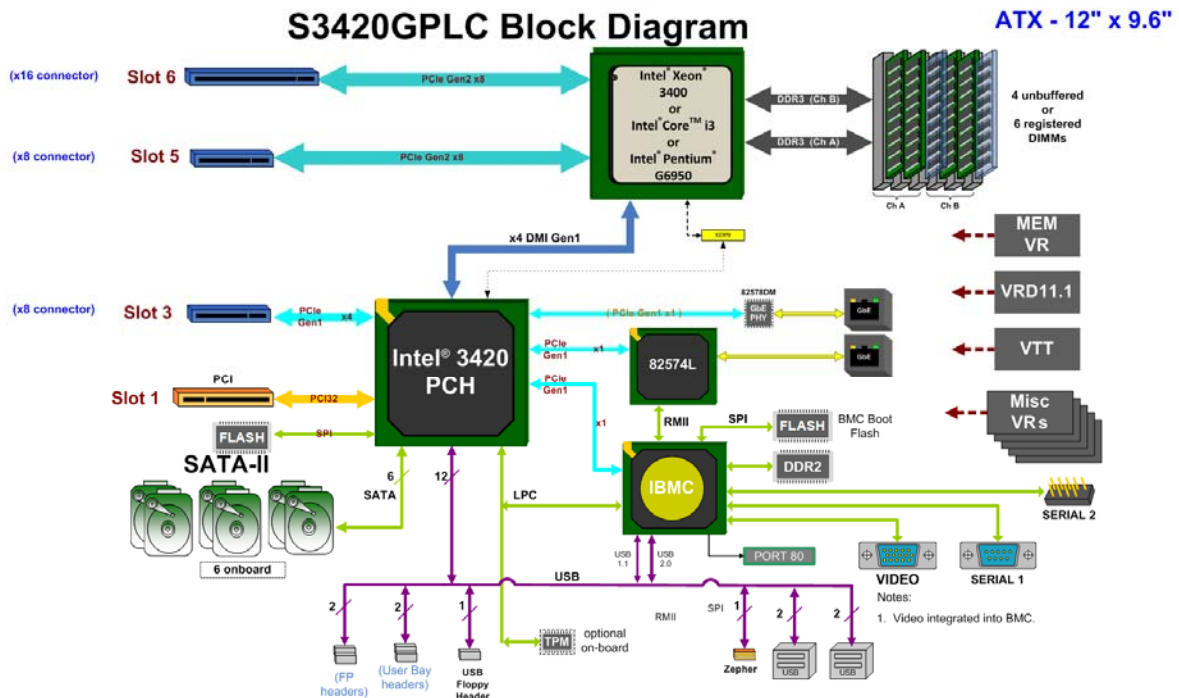 S3420GPLC Block Diagram
ATX - 12" x 9.6"
(x16 connector)
Slot 6
PCIe Gen2 x8
Intel® Xeon®
3400
or
Intel® Core™ i3
or
Intel® Pentium®
G6950
DDR3 (Ch B)
DDR3 (Ch A)
4 unbuffered
or
6 registered
DIMMs
(x8 connector)
Slot 5
PCIe Gen2 x8
Ch A
Ch B
x4 DMI Gen1
MEM
VR
(x8 connector)
Slot 3
PCIe
Gen1
x4
Intel® 3420
PCH
( PCIe Gen1 x1 )
82578DM
GbE
PHY
GbE
VRD11.1
PCIe
Gen1
x1
82574L
GbE
VTT
PCI
Slot 1
PCI32
PCIe
Gen1
x1
Misc
VRs
FLASH
SPI
RMII
SPI
FLASH
BMC Boot
Flash
SATA-II
6
SATA
12
LPC
IBMC
DDR2
SERIAL 2
6 onboard
USB
1.1
USB
2.0
PORT 80
VIDEO
SERIAL 1
USB
Notes:
1. Video integrated into BMC.
2
2
1
RMII
SPI
1
2
2
TPM
optional
on-board
(FP
headers)
(User Bay
headers)
USB
Floppy
Header
Zepher
USB
USB